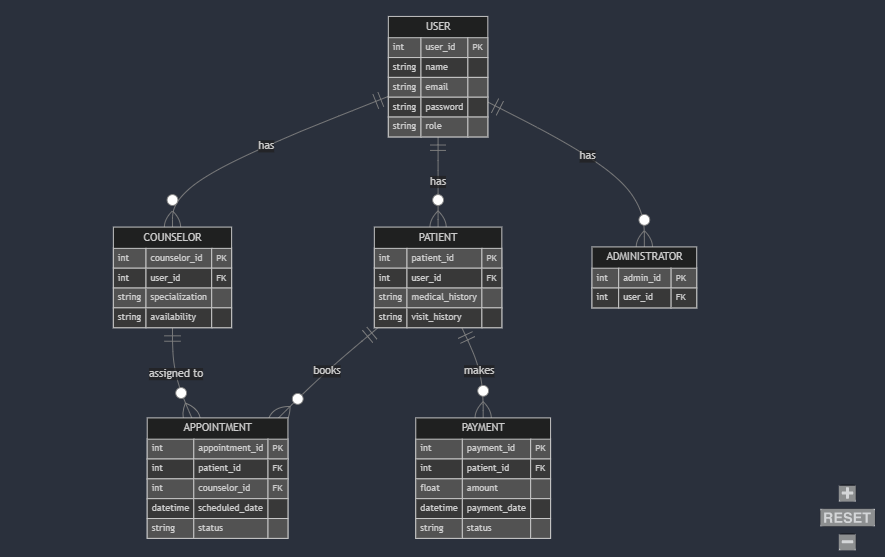 USER
int user_id PK
string name
string email
string password
string role
has
has
has
COUNSELOR
int counselor_id PK
int user_id FK
string specialization
string availability
PATIENT
int patient_id PK
int user_id FK
string medical_history
string visit_history
ADMINISTRATOR
int admin_id PK
int user_id FK
assigned to
books
makes
APPOINTMENT
int appointment_id PK
int patient_id FK
int counselor_id FK
datetime scheduled_date
string status
PAYMENT
int payment_id PK
int patient_id FK
float amount
datetime payment_date
string status
RESET